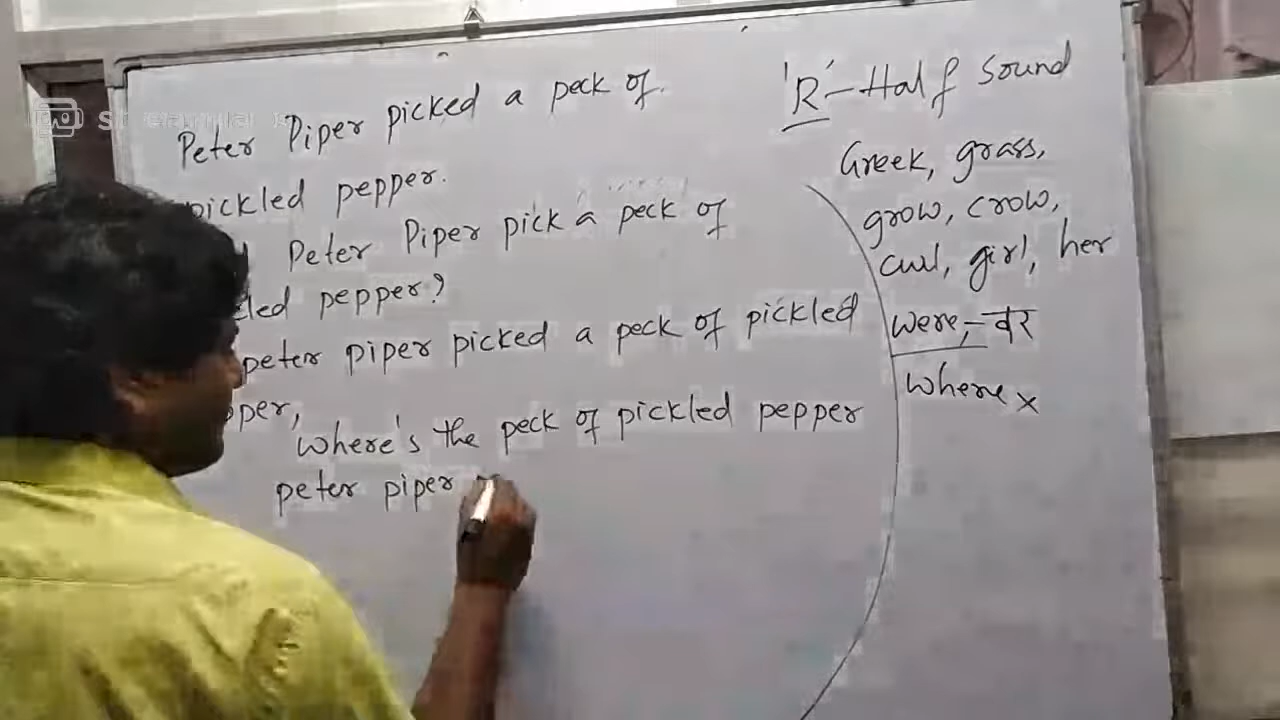 Peter Piper picked a peck of.
pickled pepper.
Peter Piper pick a peck of
pepper?
peter piper picked a peck of pickled
Where's the peck of pickled pepper
peter piper
'R' - Half sound
Greek, grass,
grow, crow,
curl, girl, her
were, - वर
where x